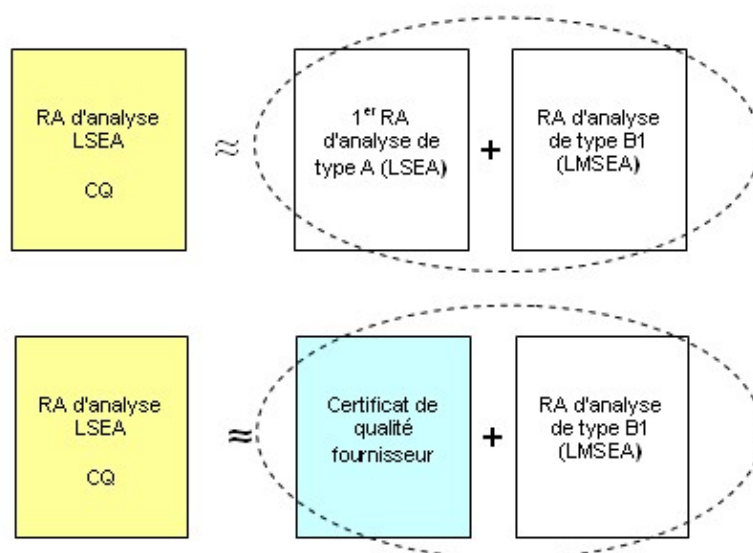 RA d'analyse
LSEA
CQ
≈
1er RA
d'analyse de
type A (LSEA)
+
RA d'analyse
de type B1
(LMSEA)
RA d'analyse
LSEA
CQ
≈
Certificat de
qualité
fournisseur
+
RA d'analyse
de type B1
(LMSEA)